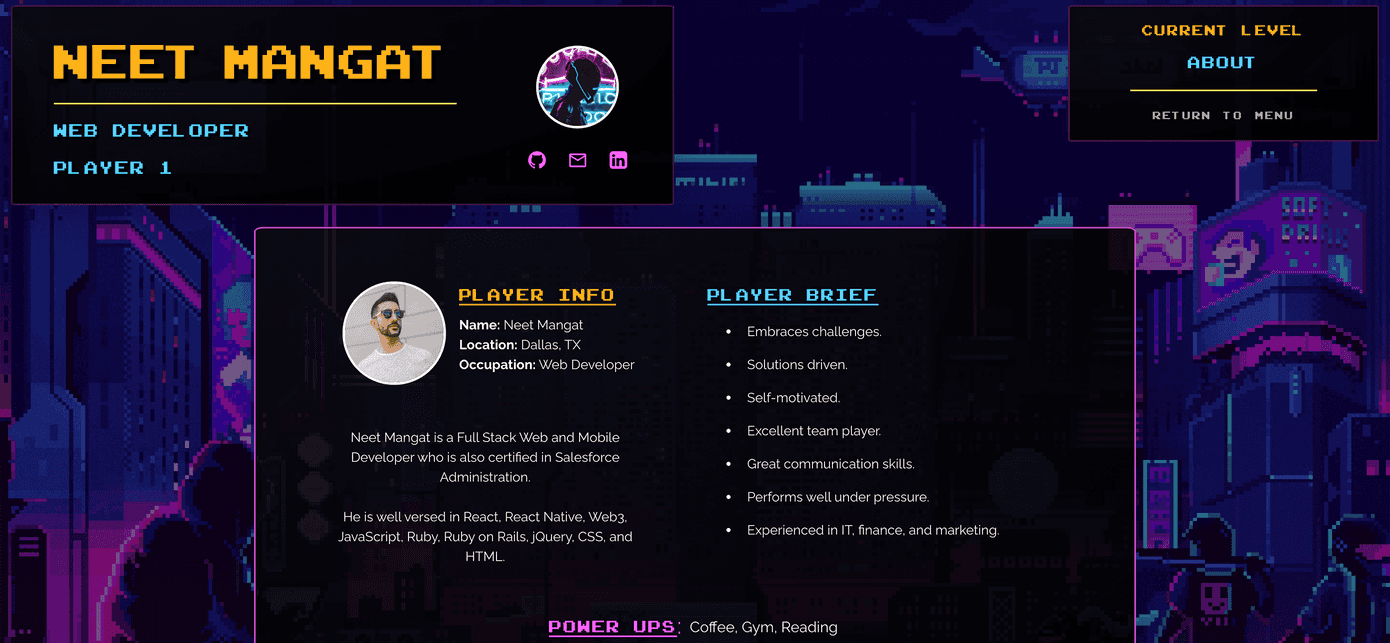 NEET MANGAT
WEB DEVELOPER
PLAYER 1
CURRENT LEVEL
ABOUT
RETURN TO MENU
PLAYER INFO
Name: Neet Mangat
Location: Dallas, TX
Occupation: Web Developer
Neet Mangat is a Full Stack Web and Mobile
Developer who is also certified in Salesforce
Administration.
He is well versed in React, React Native, Web3,
JavaScript, Ruby, Ruby on Rails, jQuery, CSS, and
HTML.
PLAYER BRIEF
• Embraces challenges.
• Solutions driven.
• Self-motivated.
• Excellent team player.
• Great communication skills.
• Performs well under pressure.
• Experienced in IT, finance, and marketing.
POWER UPS: Coffee, Gym, Reading